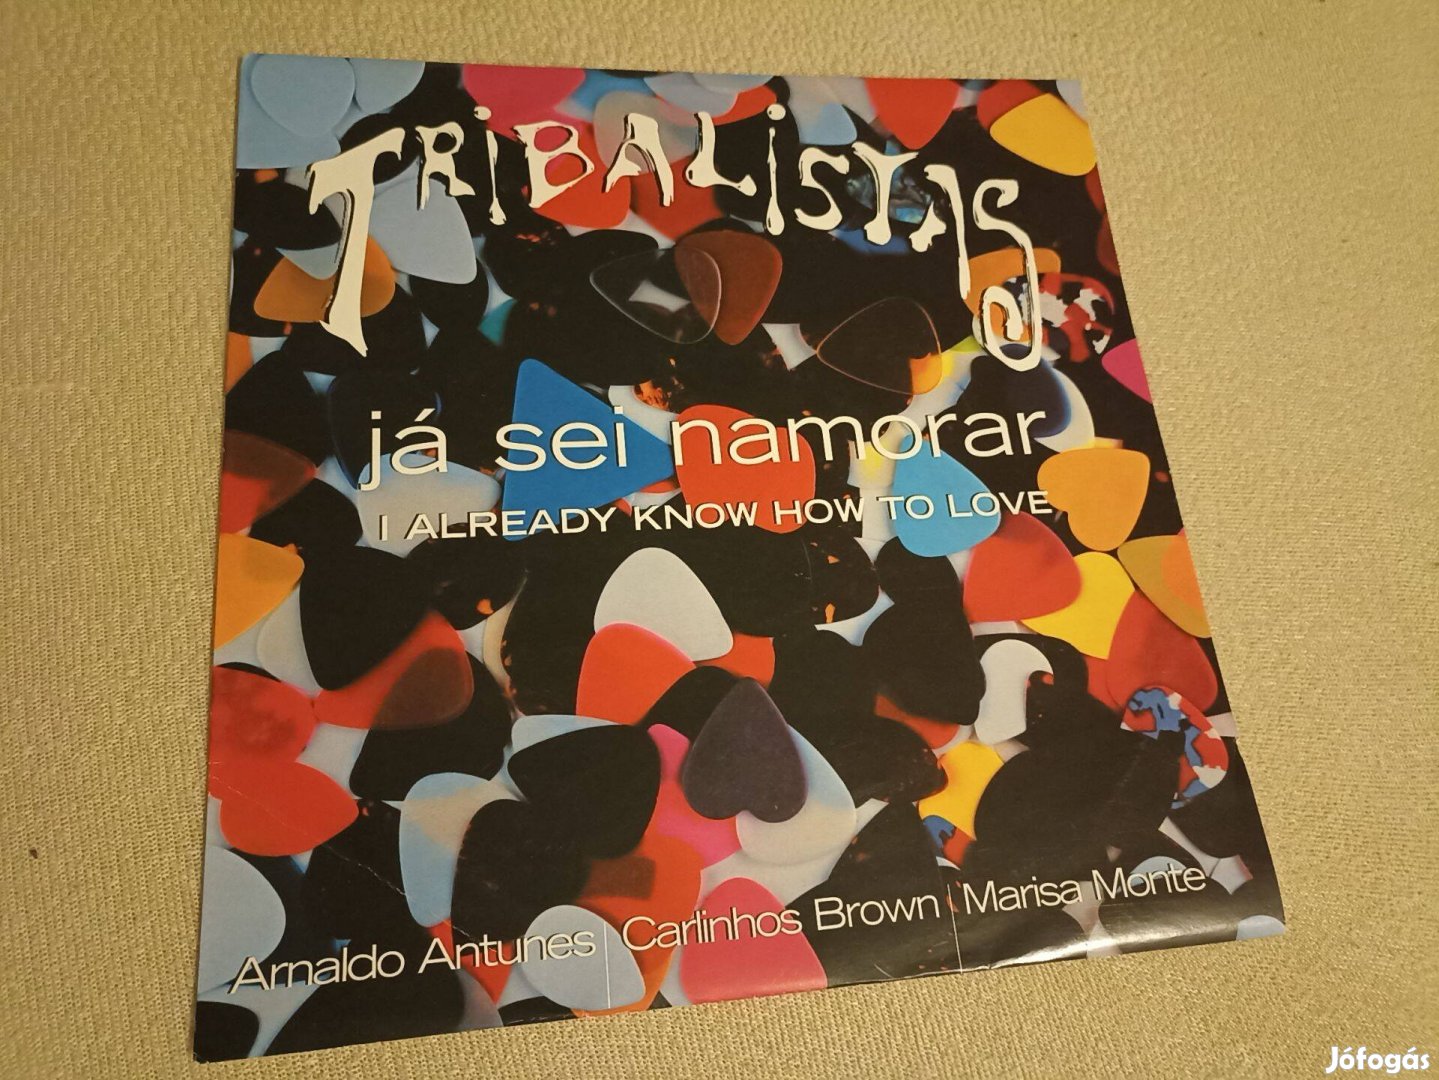 TRIBALISTAS
já sei namorar
I ALREADY KNOW HOW TO LOVE
Arnaldo Antunes | Carlinhos Brown | Marisa Monte
Jófogás